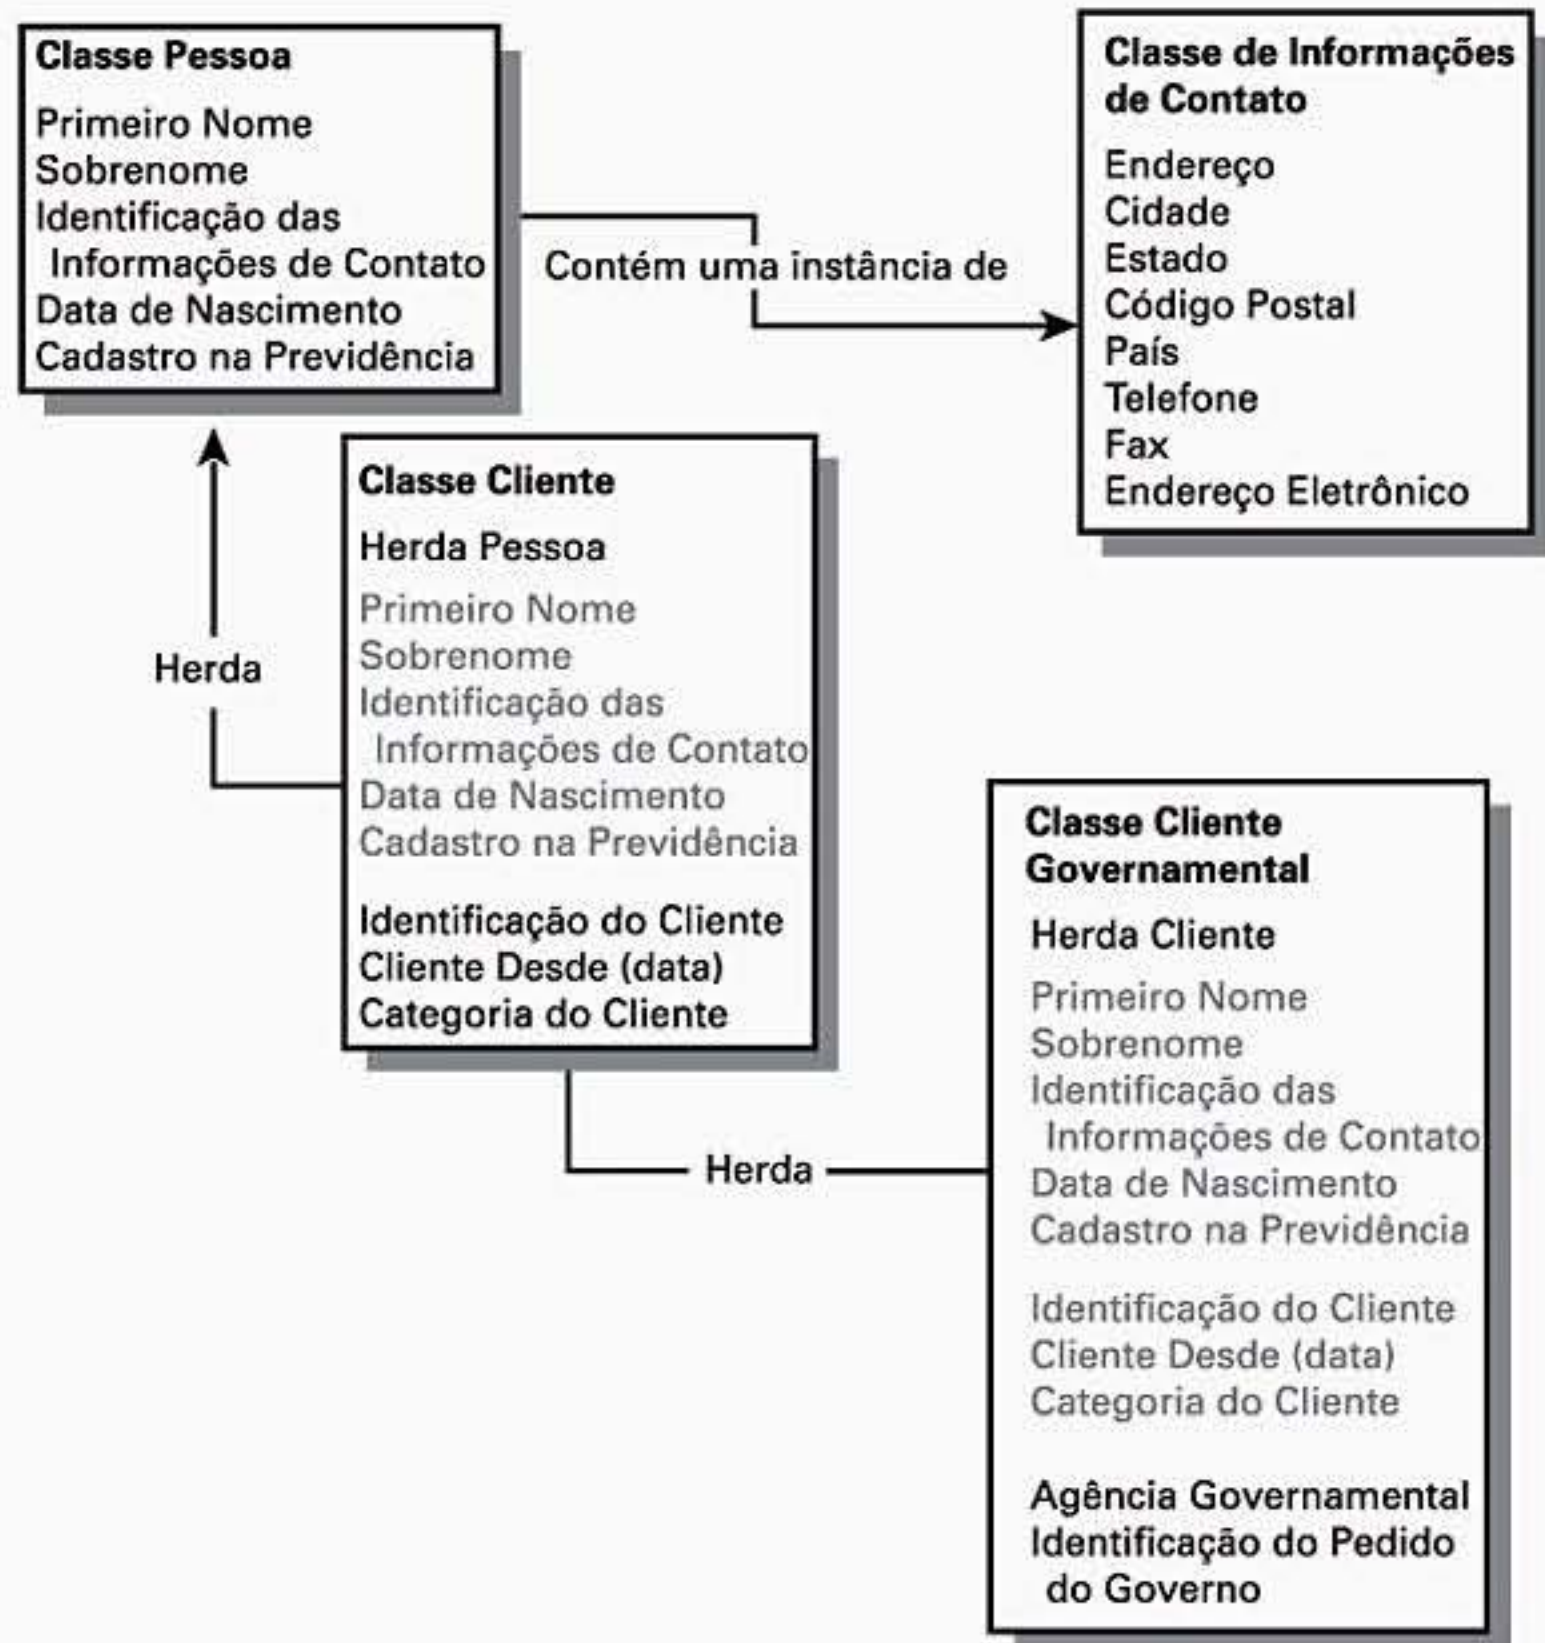 Classe Pessoa
Primeiro Nome
Sobrenome
Identificação das
Informações de Contato
Data de Nascimento
Cadastro na Previdência
Contém uma instância de
Classe de Informações
de Contato
Endereço
Cidade
Estado
Código Postal
País
Telefone
Fax
Endereço Eletrônico
Herda
Classe Cliente
Herda Pessoa
Primeiro Nome
Sobrenome
Identificação das
Informações de Contato
Data de Nascimento
Cadastro na Previdência
Identificação do Cliente
Cliente Desde (data)
Categoria do Cliente
Herda
Classe Cliente
Governamental
Herda Cliente
Primeiro Nome
Sobrenome
Identificação das
Informações de Contato
Data de Nascimento
Cadastro na Previdência
Identificação do Cliente
Cliente Desde (data)
Categoria do Cliente
Agência Governamental
Identificação do Pedido
do Governo